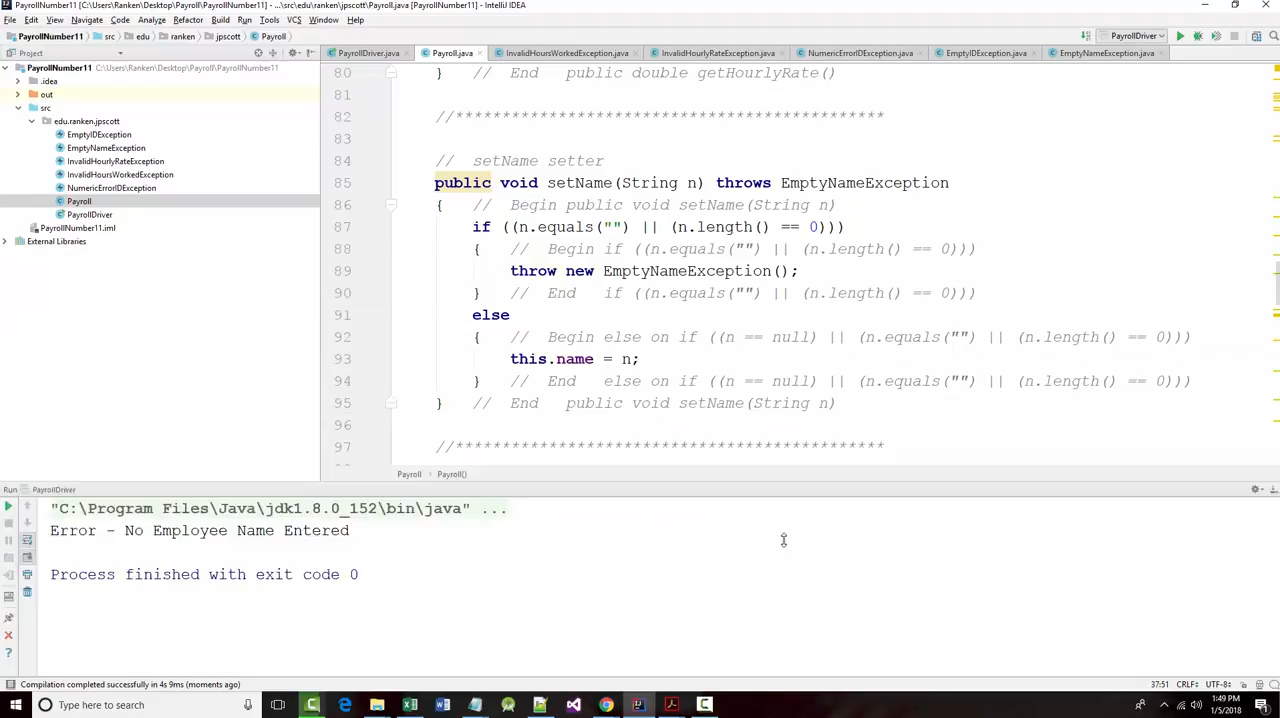 PayrollNumber11 [C:\Users\Ranken\Desktop\Payroll\PayrollNumber11] - ...\src\edu\ranken\jpscott\Payroll.java [PayrollNumber11] - IntelliJ IDEA
File Edit View Navigate Code Analyze Refactor Build Run Tools VCS Window Help
PayrollNumber11 src edu ranken jpscott Payroll PayrollDriver
Project PayrollDriver.java Payroll.java InvalidHoursWorkedException.java InvalidHourlyRateException.java NumericErrorIDException.java EmptyIDException.java EmptyNameException.java
PayrollNumber11 C:\Users\Ranken\Desktop\Payroll\PayrollNumber11
.idea
out
src
edu.ranken.jpscott
EmptyIDException
EmptyNameException
InvalidHourlyRateException
InvalidHoursWorkedException
NumericErrorIDException
Payroll
PayrollDriver
PayrollNumber11.iml
External Libraries
80 } // End public double getHourlyRate()
81
82 //**********************************************
83
84 // setName setter
85 public void setName(String n) throws EmptyNameException
86 { // Begin public void setName(String n)
87 if ((n.equals("") || (n.length() == 0)))
88 { // Begin if ((n.equals("") || (n.length() == 0)))
89 throw new EmptyNameException();
90 } // End if ((n.equals("") || (n.length() == 0)))
91 else
92 { // Begin else on if ((n == null) || (n.equals("") || (n.length() == 0)))
93 this.name = n;
94 } // End else on if ((n == null) || (n.equals("") || (n.length() == 0)))
95 } // End public void setName(String n)
96
97 //**********************************************
Payroll Payroll()
Run PayrollDriver
"C:\Program Files\Java\jdk1.8.0_152\bin\java" ...
Error - No Employee Name Entered
Process finished with exit code 0
Compilation completed successfully in 4s 9ms (moments ago) 37:51 CRLF÷ UTF-8÷
Type here to search 1:49 PM
1/5/2018